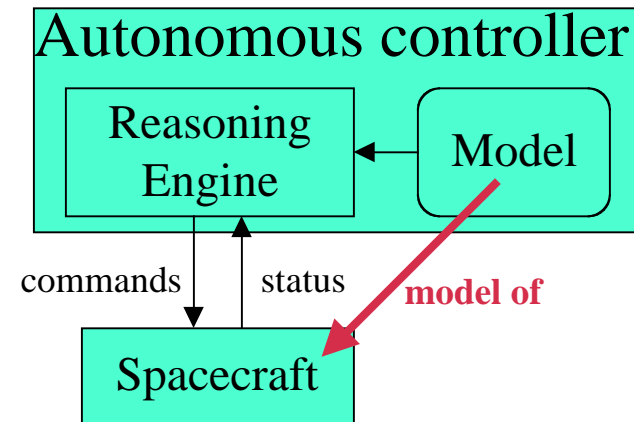 Autonomous controller
Reasoning
Engine
Model
commands
status
model of
Spacecraft